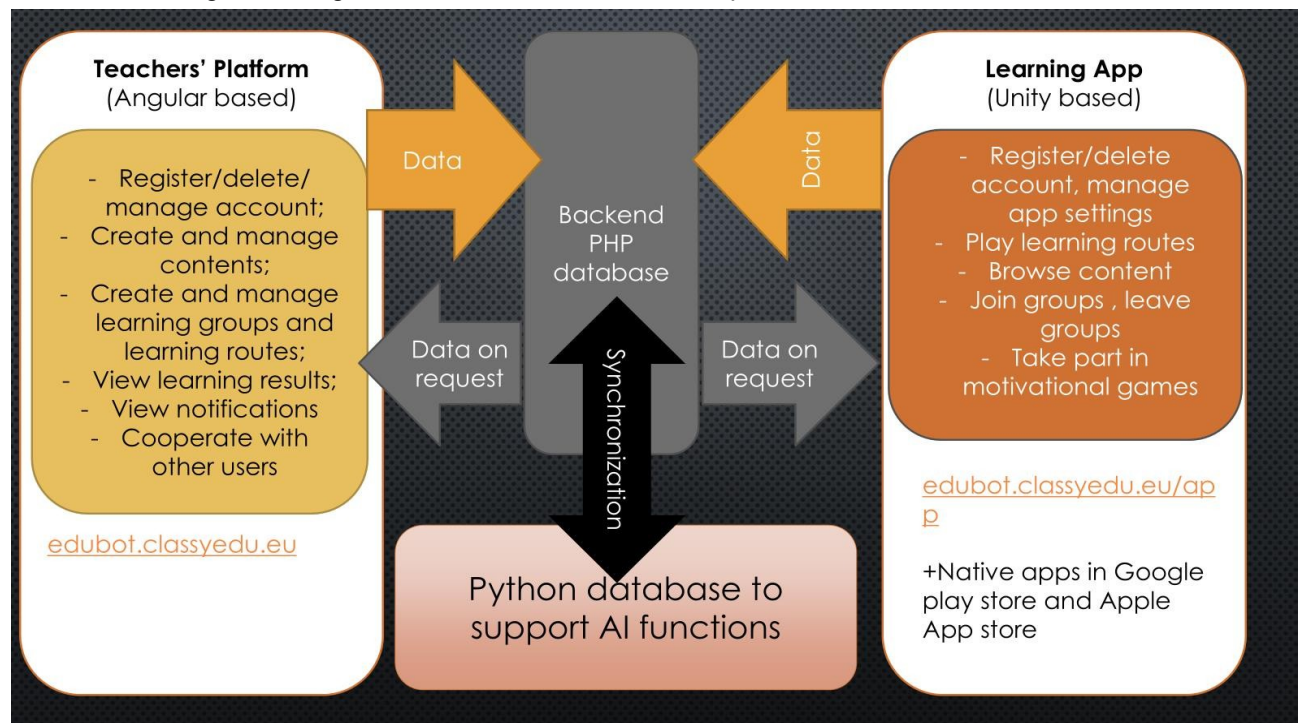 Teachers' Platform
(Angular based)
- Register/delete/
manage account;
- Create and manage
contents;
- Create and manage
learning groups and
learning routes;
- View learning results;
- View notifications
- Cooperate with
other users
edubot.classyedu.eu
Data
Data on
request
Backend
PHP
database
Synchronization
Python database to
support AI functions
Data
Data on
request
Learning App
(Unity based)
- Register/delete
account, manage
app settings
- Play learning routes
- Browse content
- Join groups , leave
groups
- Take part in
motivational games
edubot.classyedu.eu/ap
p
+Native apps in Google
play store and Apple
App store